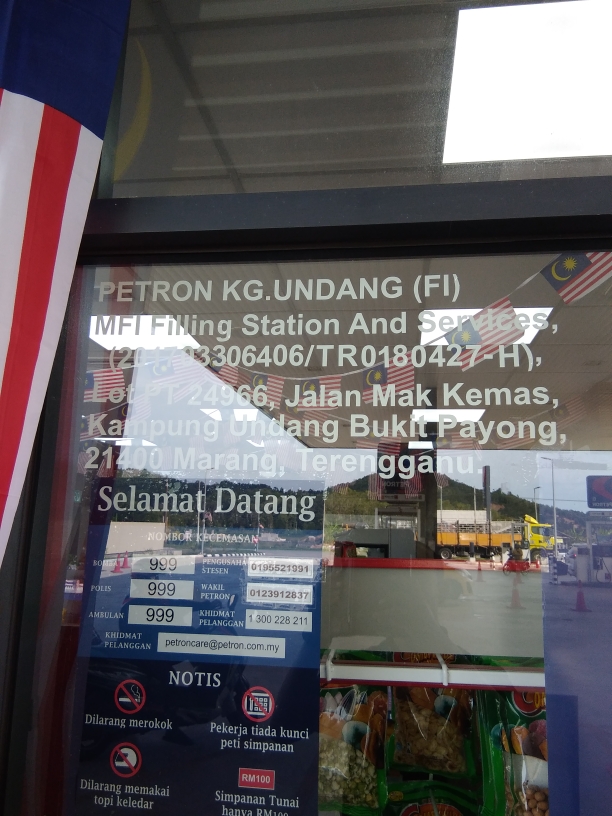 PETRON KG.UNDANG (FI)
MFI Filling Station And Services,
Lot PT 24966, Jalan Mak Kemas,
Kampung Undang Bukit Payong,
21400 Marang, Terengganu.
Selamat Datang
NOMBOR KECEMASAN
BOMBA 999 PENGUSAHA STESEN 0195521991
POLIS 999 WAKIL PETRON 0123912837
AMBULAN 999 KHIDMAT PELANGGAN 1 300 228 211
KHIDMAT PELANGGAN petroncare@petron.com.my
NOTIS
Dilarang merokok
Pekerja tiada kunci
peti simpanan
Dilarang memakai
topi keledar
RM100
Simpanan Tunai
hanya RM100